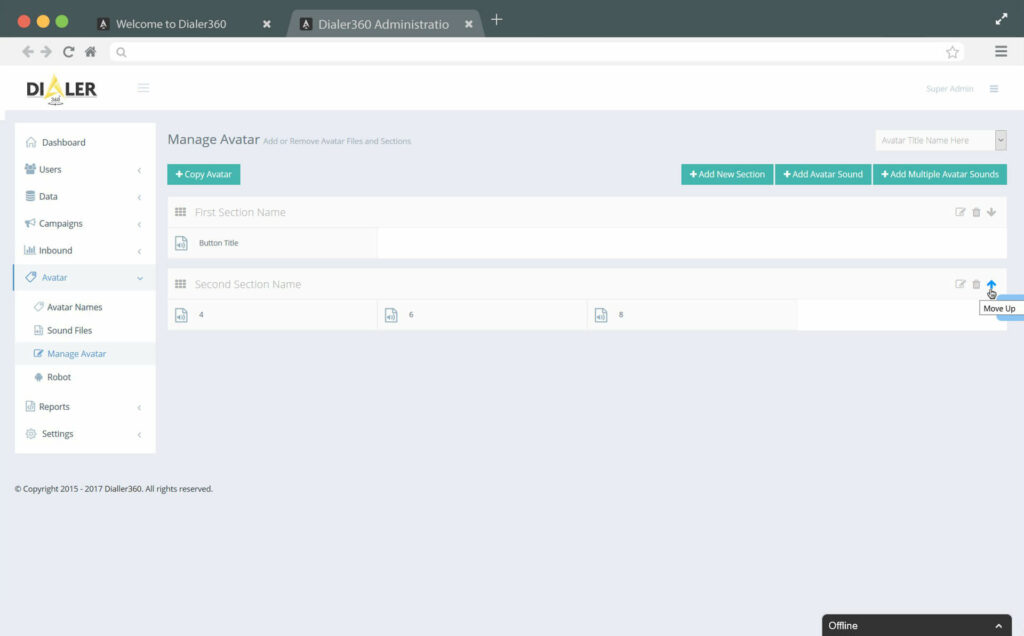 Welcome to Dialer360
Dialer360 Administratio
DIALER
360
Super Admin
Dashboard
Users
Data
Campaigns
Inbound
Avatar
Avatar Names
Sound Files
Manage Avatar
Robot
Reports
Settings
Manage Avatar Add or Remove Avatar Files and Sections
Avatar Title Name Here
Copy Avatar
Add New Section
Add Avatar Sound
Add Multiple Avatar Sounds
First Section Name
Button Title
Second Section Name
4
6
8
Move Up
© Copyright 2015 - 2017 Dialler360. All rights reserved.
Offline